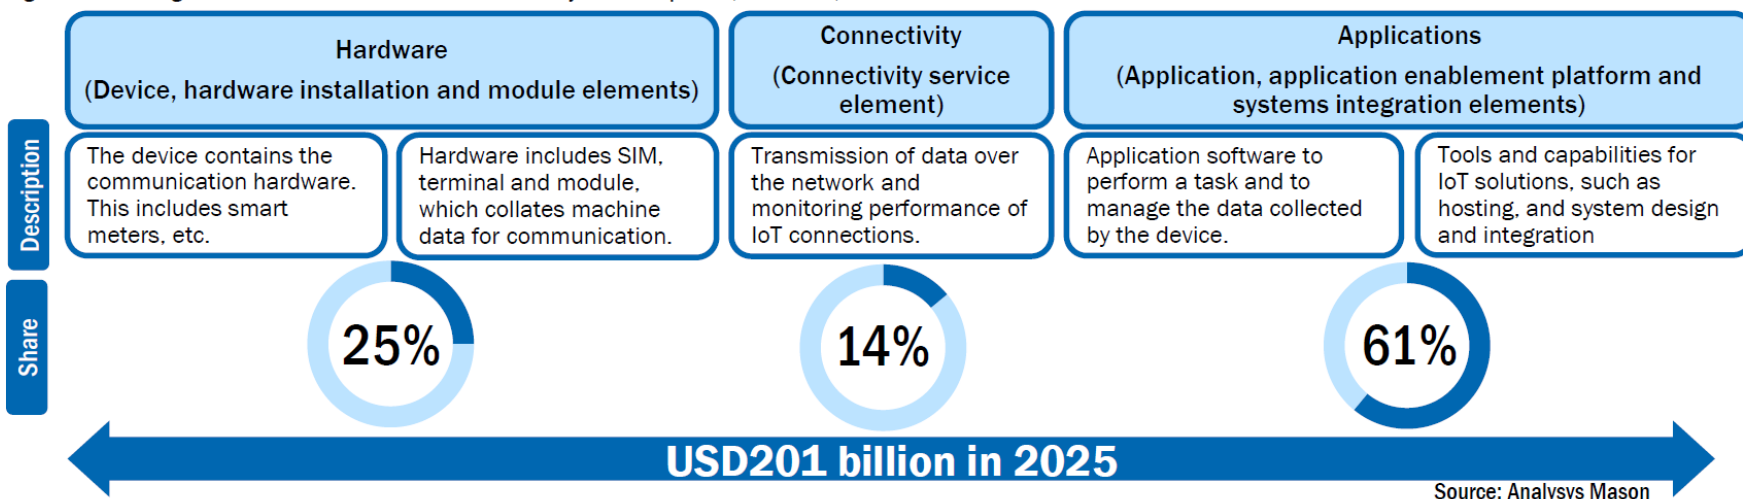 Hardware
(Device, hardware installation and module elements)
Connectivity
(Connectivity service
element)
Applications
(Application, application enablement platform and
systems integration elements)
Description
The device contains the
communication hardware.
This includes smart
meters, etc.
Hardware includes SIM,
terminal and module,
which collates machine
data for communication.
Transmission of data over
the network and
monitoring performance of
IoT connections.
Application software to
perform a task and to
manage the data collected
by the device.
Tools and capabilities for
IoT solutions, such as
hosting, and system design
and integration
Share
25%
14%
61%
USD201 billion in 2025
Source: Analysys Mason